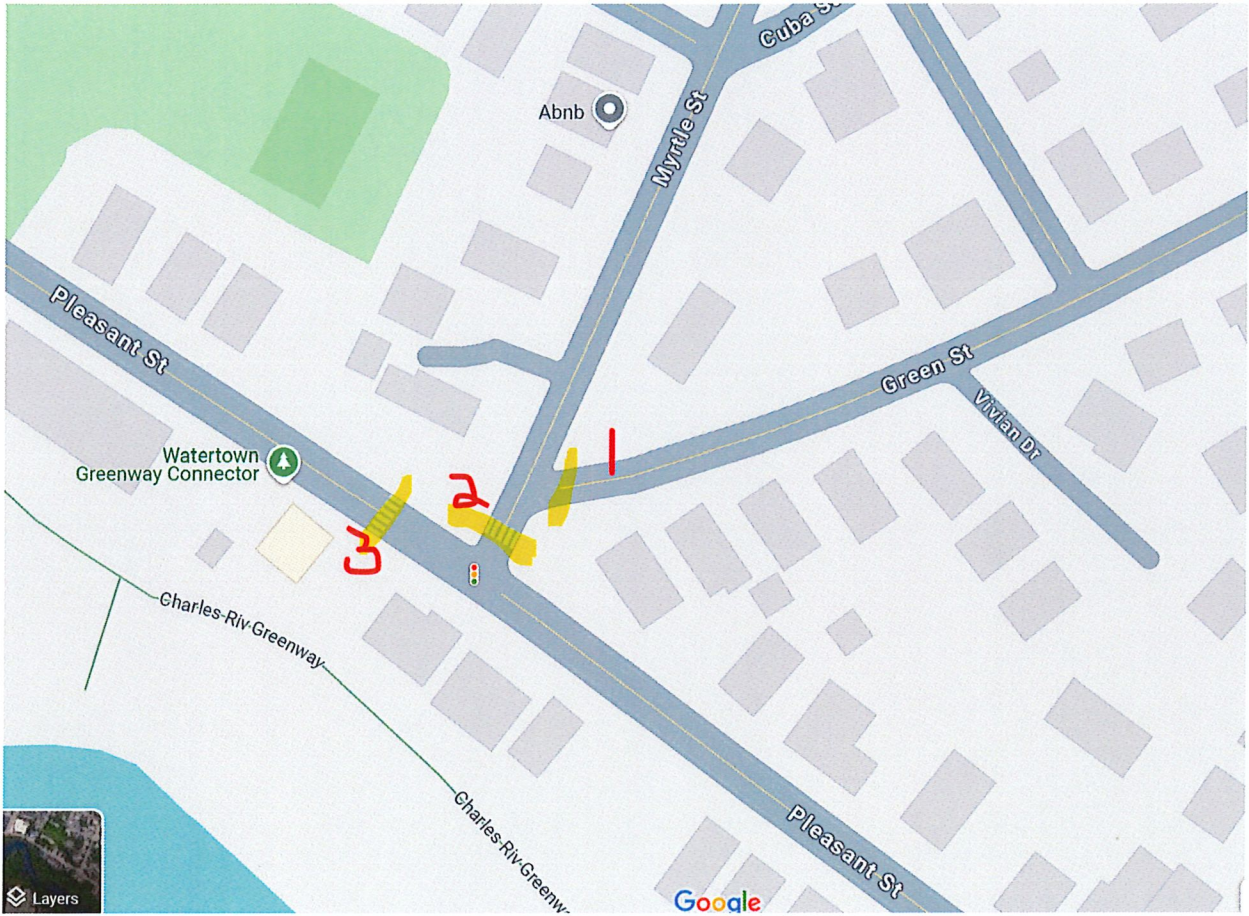 Cuba S
Abnb
Myrtle St
Pleasant St
Green St
Vivian Dr
1
Watertown
Greenway Connector
2
3
Charles-Riv-Greenway
Charles-Riv-Greenw
Pleasant St
Layers
Google